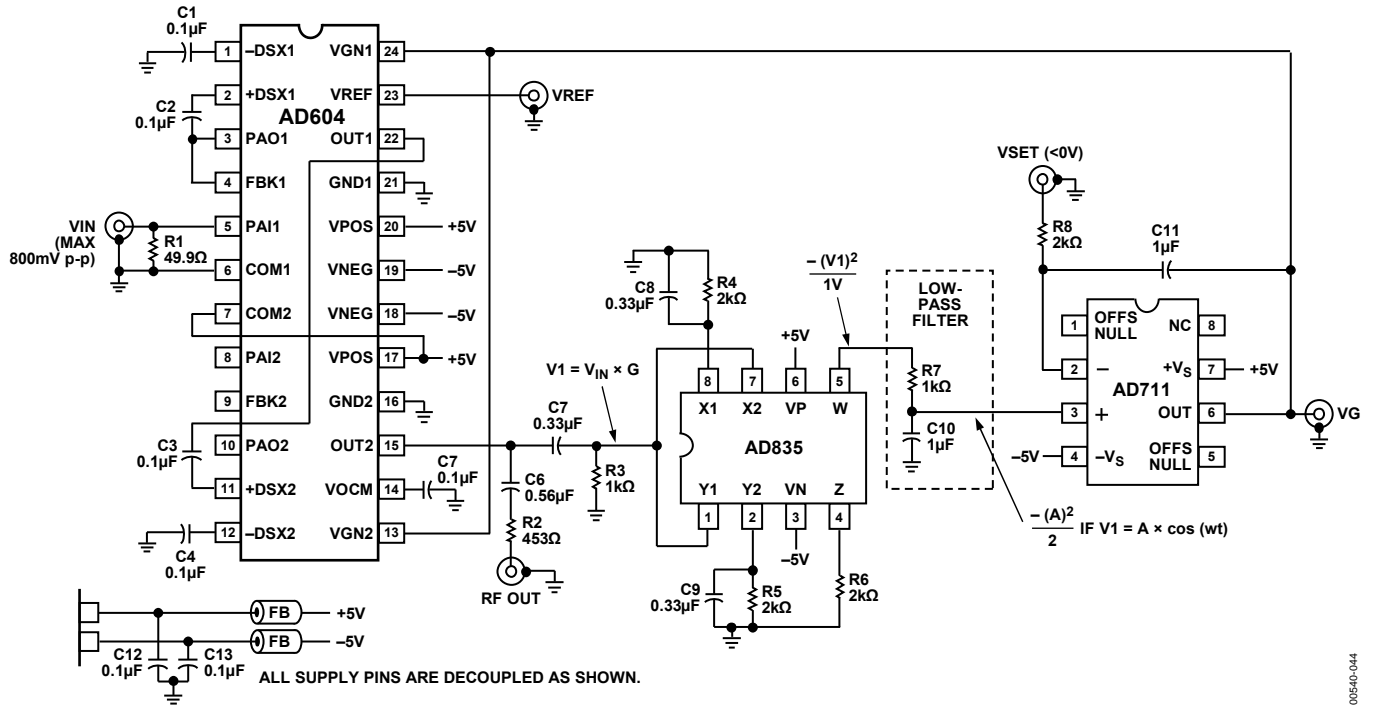 C1
0.1µF
1
–DSX1
VGN1
24
2
+DSX1
VREF
23
VREF
C2
0.1µF
AD604
3
PAO1
OUT1
22
4
FBK1
GND1
21
VIN
(MAX
800mV p-p)
R1
49.9Ω
5
PAI1
VPOS
20
+5V
6
COM1
VNEG
19
–5V
7
COM2
VNEG
18
–5V
8
PAI2
VPOS
17
+5V
9
FBK2
GND2
16
C3
0.1µF
10
PAO2
OUT2
15
11
+DSX2
VOCM
14
C7
0.1µF
12
–DSX2
VGN2
13
C4
0.1µF
C6
0.56µF
R2
453Ω
RF OUT
C7
0.33µF
R3
1kΩ
V1 = VIN × G
C8
0.33µF
R4
2kΩ
– (V1)2
1V
+5V
8
7
6
5
X1
X2
VP
W
AD835
Y1
Y2
VN
Z
1
2
3
4
–5V
C9
0.33µF
R5
2kΩ
R6
2kΩ
LOW-
PASS
FILTER
R7
1kΩ
C10
1µF
– (A)2
2
IF V1 = A × cos (wt)
VSET (<0V)
R8
2kΩ
C11
1µF
1
OFFS
NULL
NC
8
2
–
+VS
7
+5V
AD711
3
+
OUT
6
VG
–5V
4
–VS
OFFS
NULL
5
FB
+5V
FB
–5V
C12
0.1µF
C13
0.1µF
ALL SUPPLY PINS ARE DECOUPLED AS SHOWN.
00540-044